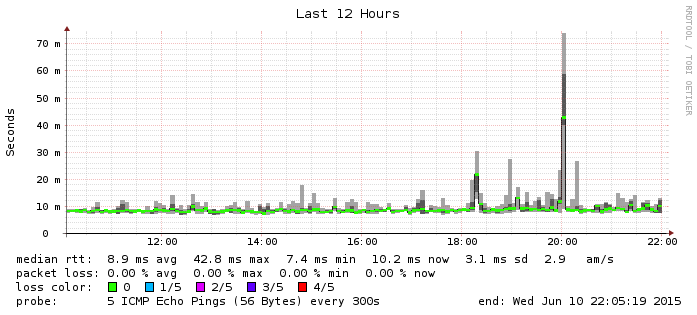 Last 12 Hours
RRDTOOL / TOBI OETIKER
Seconds
70 m
60 m
50 m
40 m
30 m
20 m
10 m
0
12:00 14:00 16:00 18:00 20:00 22:00
median rtt: 8.9 ms avg 42.8 ms max 7.4 ms min 10.2 ms now 3.1 ms sd 2.9 am/s
packet loss: 0.00 % avg 0.00 % max 0.00 % min 0.00 % now
loss color: 0 1/5 2/5 3/5 4/5
probe: 5 ICMP Echo Pings (56 Bytes) every 300s end: Wed Jun 10 22:05:19 2015